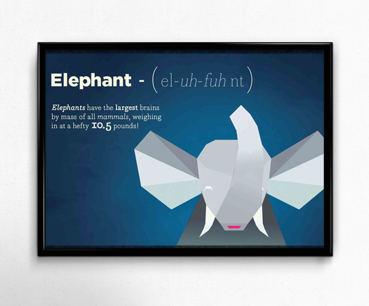 Elephant - (el-uh-fuh nt)
Elephants have the largest brains
by mass of all mammals, weighing
in at a hefty 10.5 pounds!